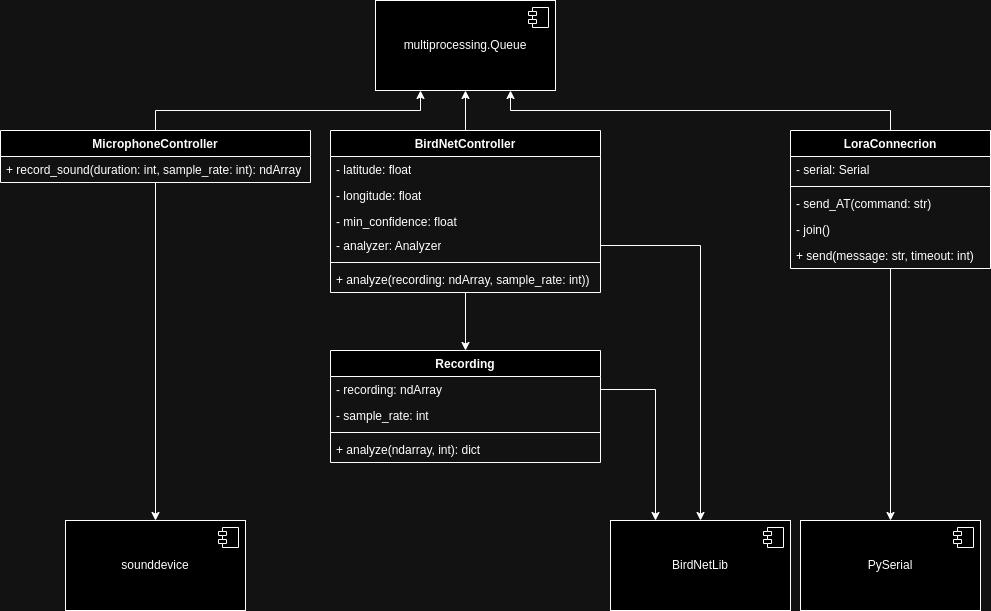 multiprocessing.Queue
MicrophoneController
+ record_sound(duration: int, sample_rate: int): ndArray
BirdNetController
- latitude: float
- longitude: float
- min_confidence: float
- analyzer: Analyzer
+ analyze(recording: ndArray, sample_rate: int))
LoraConnecrion
- serial: Serial
- send_AT(command: str)
- join()
+ send(message: str, timeout: int)
Recording
- recording: ndArray
- sample_rate: int
+ analyze(ndarray, int): dict
sounddevice
BirdNetLib
PySerial